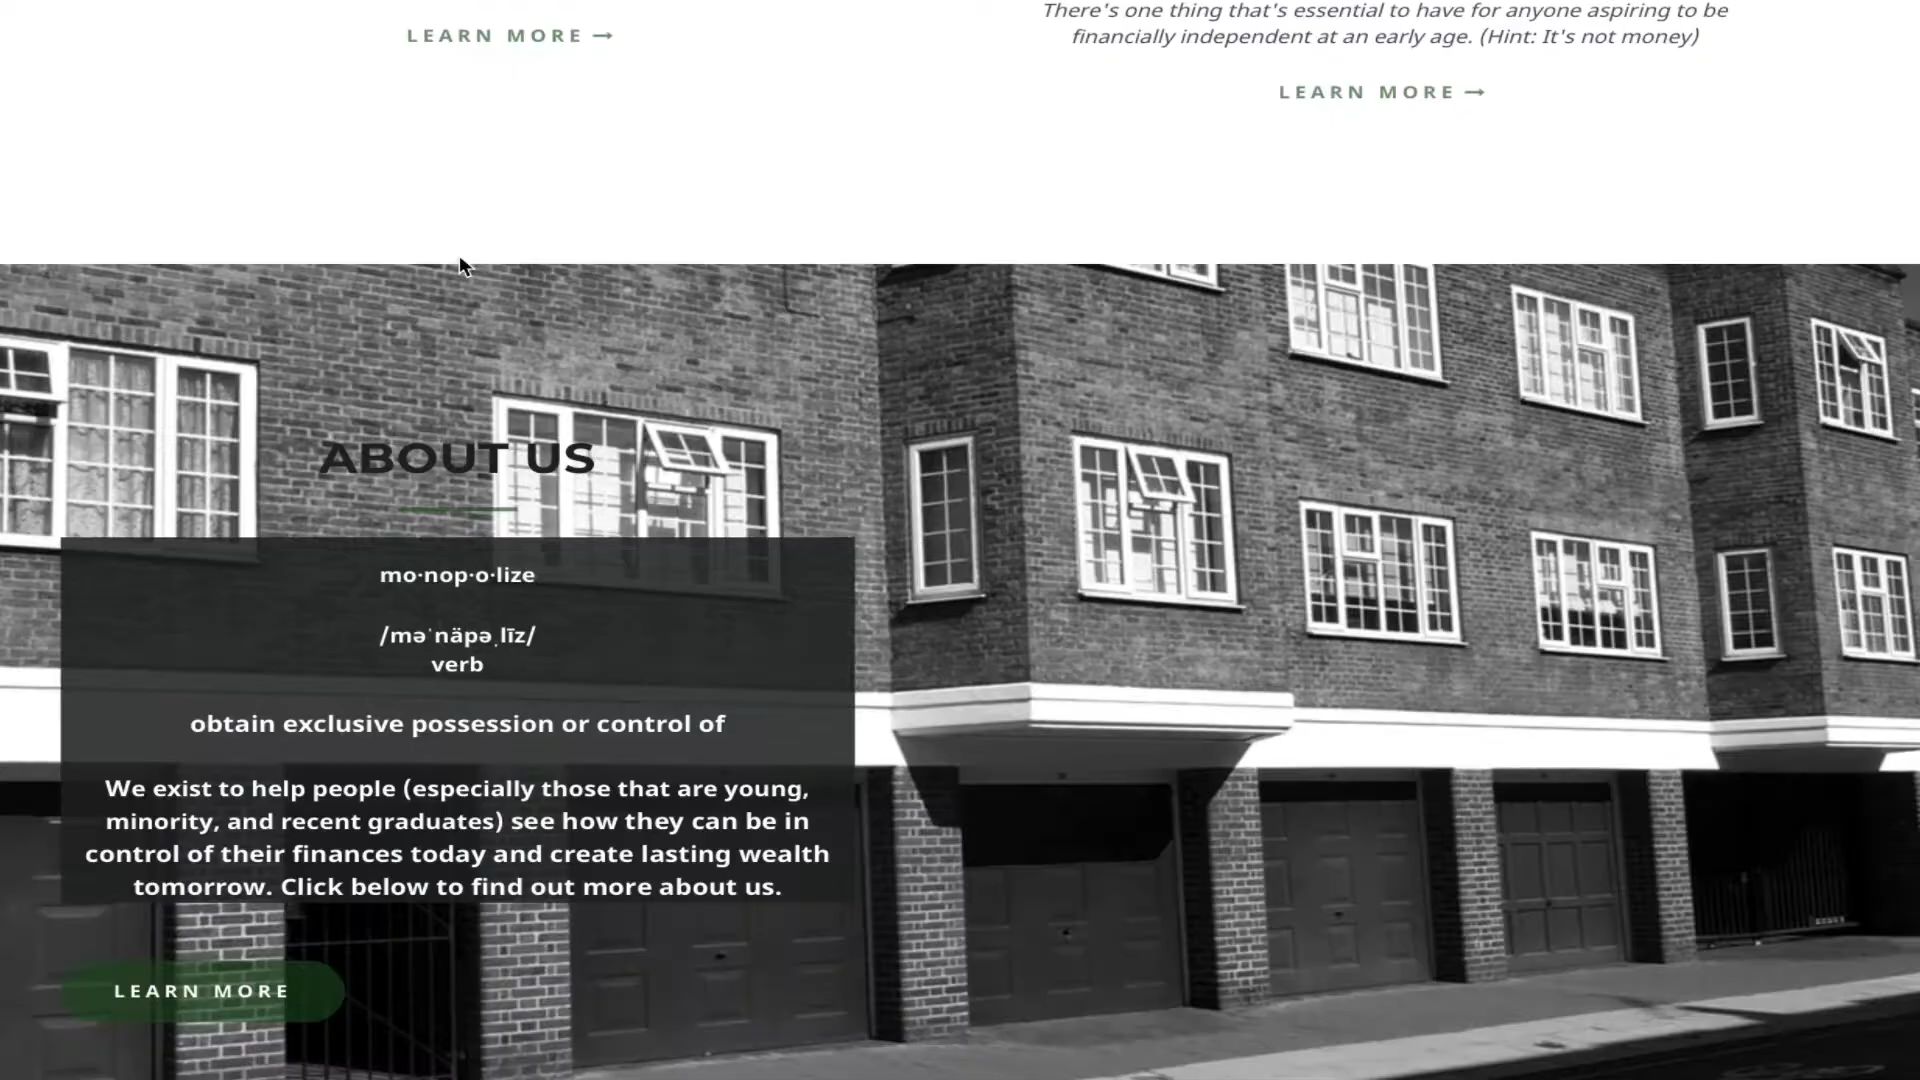 LEARN MORE →
There's one thing that's essential to have for anyone aspiring to be
financially independent at an early age. (Hint: It's not money)
LEARN MORE →
ABOUT US
mo·nop·o·lize
/məˈnäpəˌlīz/
verb
obtain exclusive possession or control of
We exist to help people (especially those that are young,
minority, and recent graduates) see how they can be in
control of their finances today and create lasting wealth
tomorrow. Click below to find out more about us.
LEARN MORE